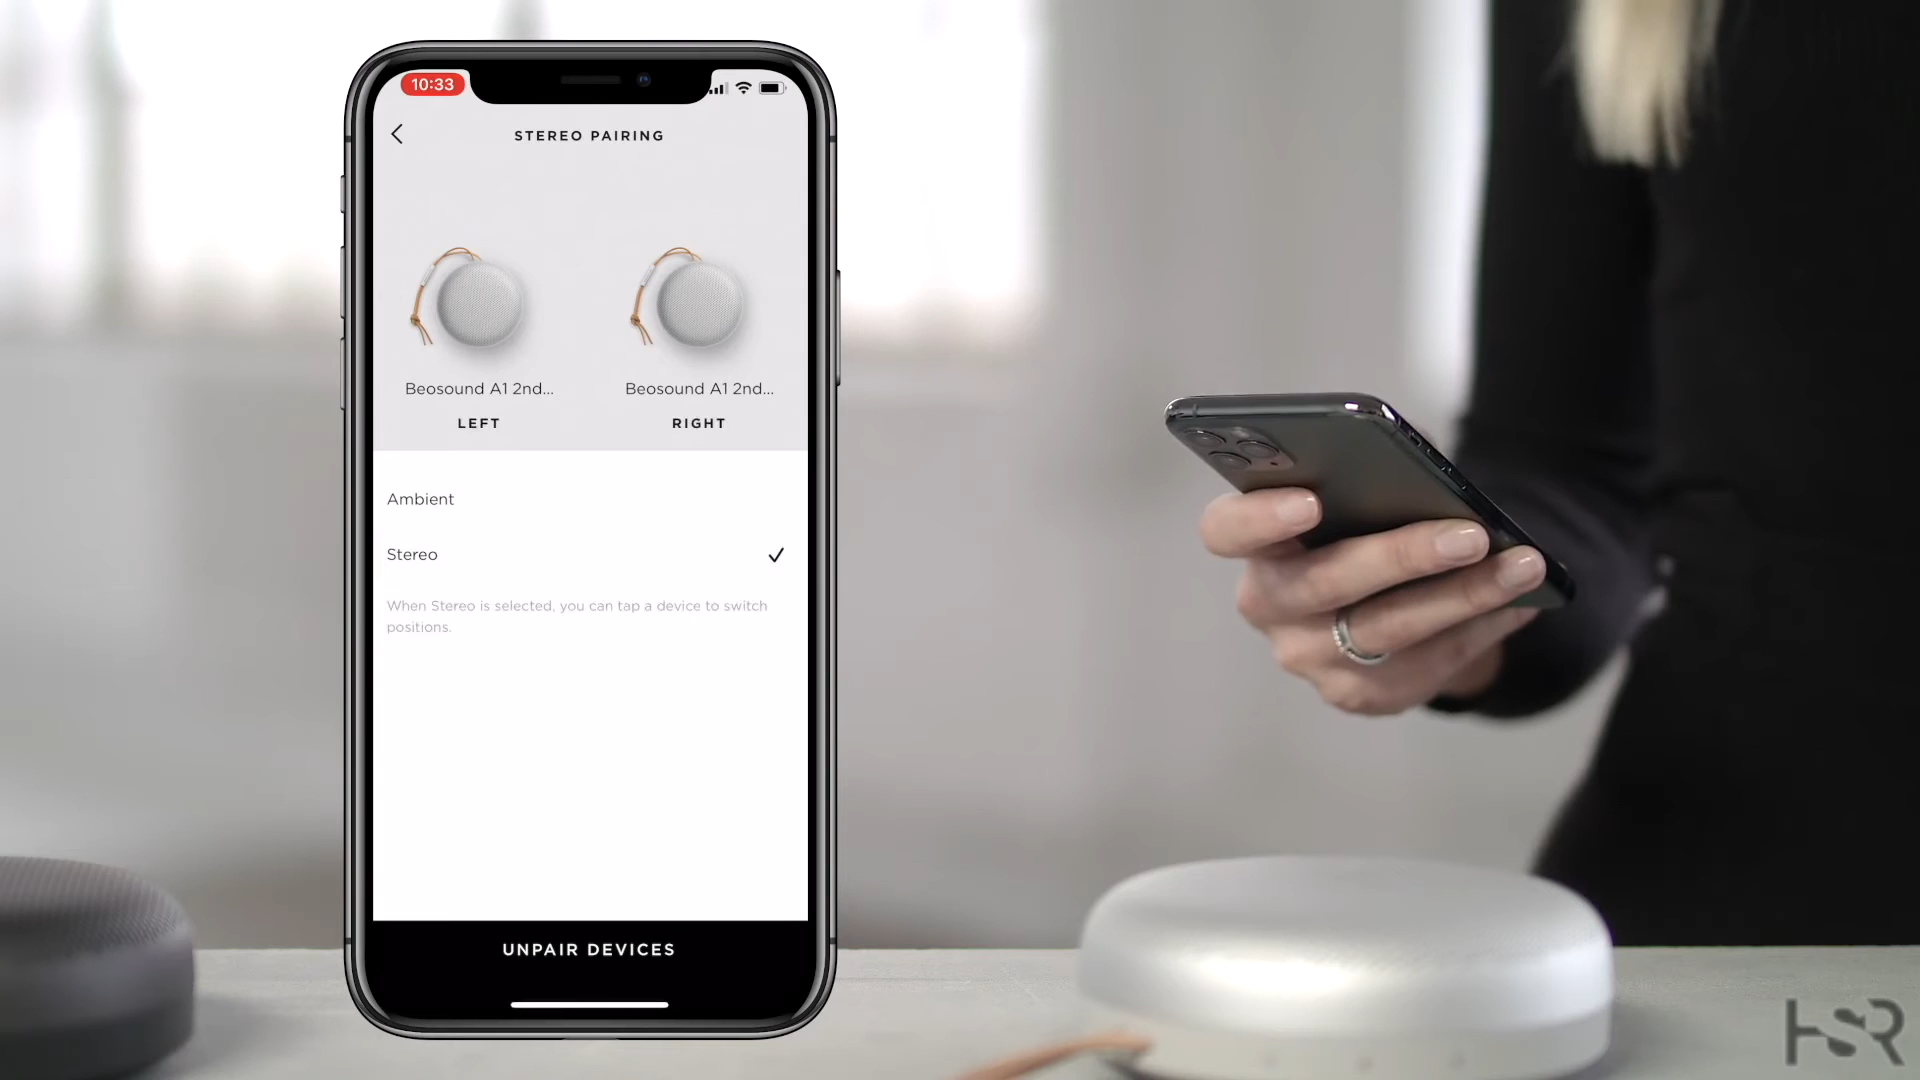 10:33
STEREO PAIRING
Beosound A1 2nd...
Beosound A1 2nd...
LEFT
RIGHT
Ambient
Stereo
When Stereo is selected, you can tap a device to switch
positions.
UNPAIR DEVICES
HSR